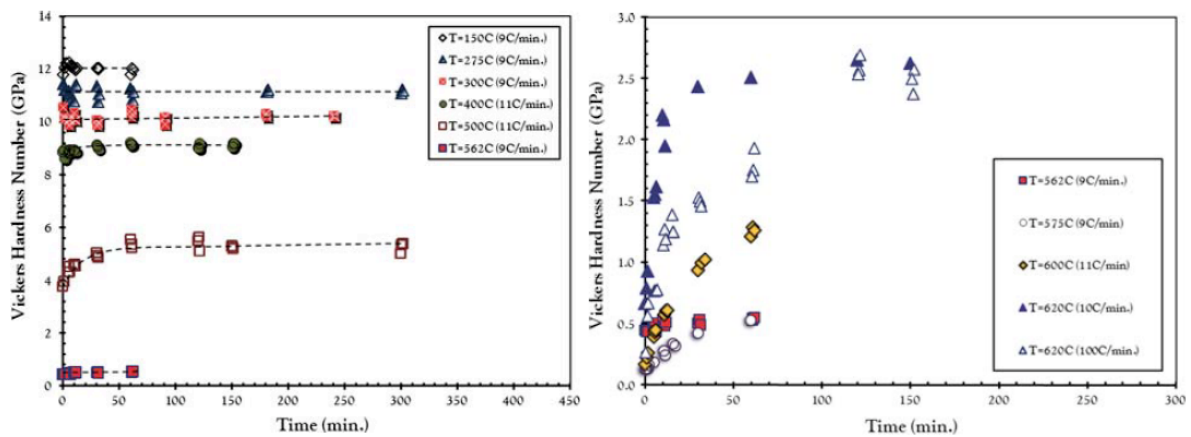 Vickers Hardness Number (GPa)
14
12
10
8
6
4
2
0
0
50
100
150
200
250
300
350
400
450
Time (min.)
T=150C (9C/min.)
T=275C (9C/min.)
T=300C (9C/min.)
T=400C (11C/min.)
T=500C (11C/min.)
T=562C (9C/min.)
Vickers Hardness Number (GPa)
3.0
2.5
2.0
1.5
1.0
0.5
0.0
0
50
100
150
200
250
300
Time (min.)
T=562C (9C/min.)
T=575C (9C/min)
T=600C (11C/min)
T=620C (10C/min.)
T=620C (100C/min.)